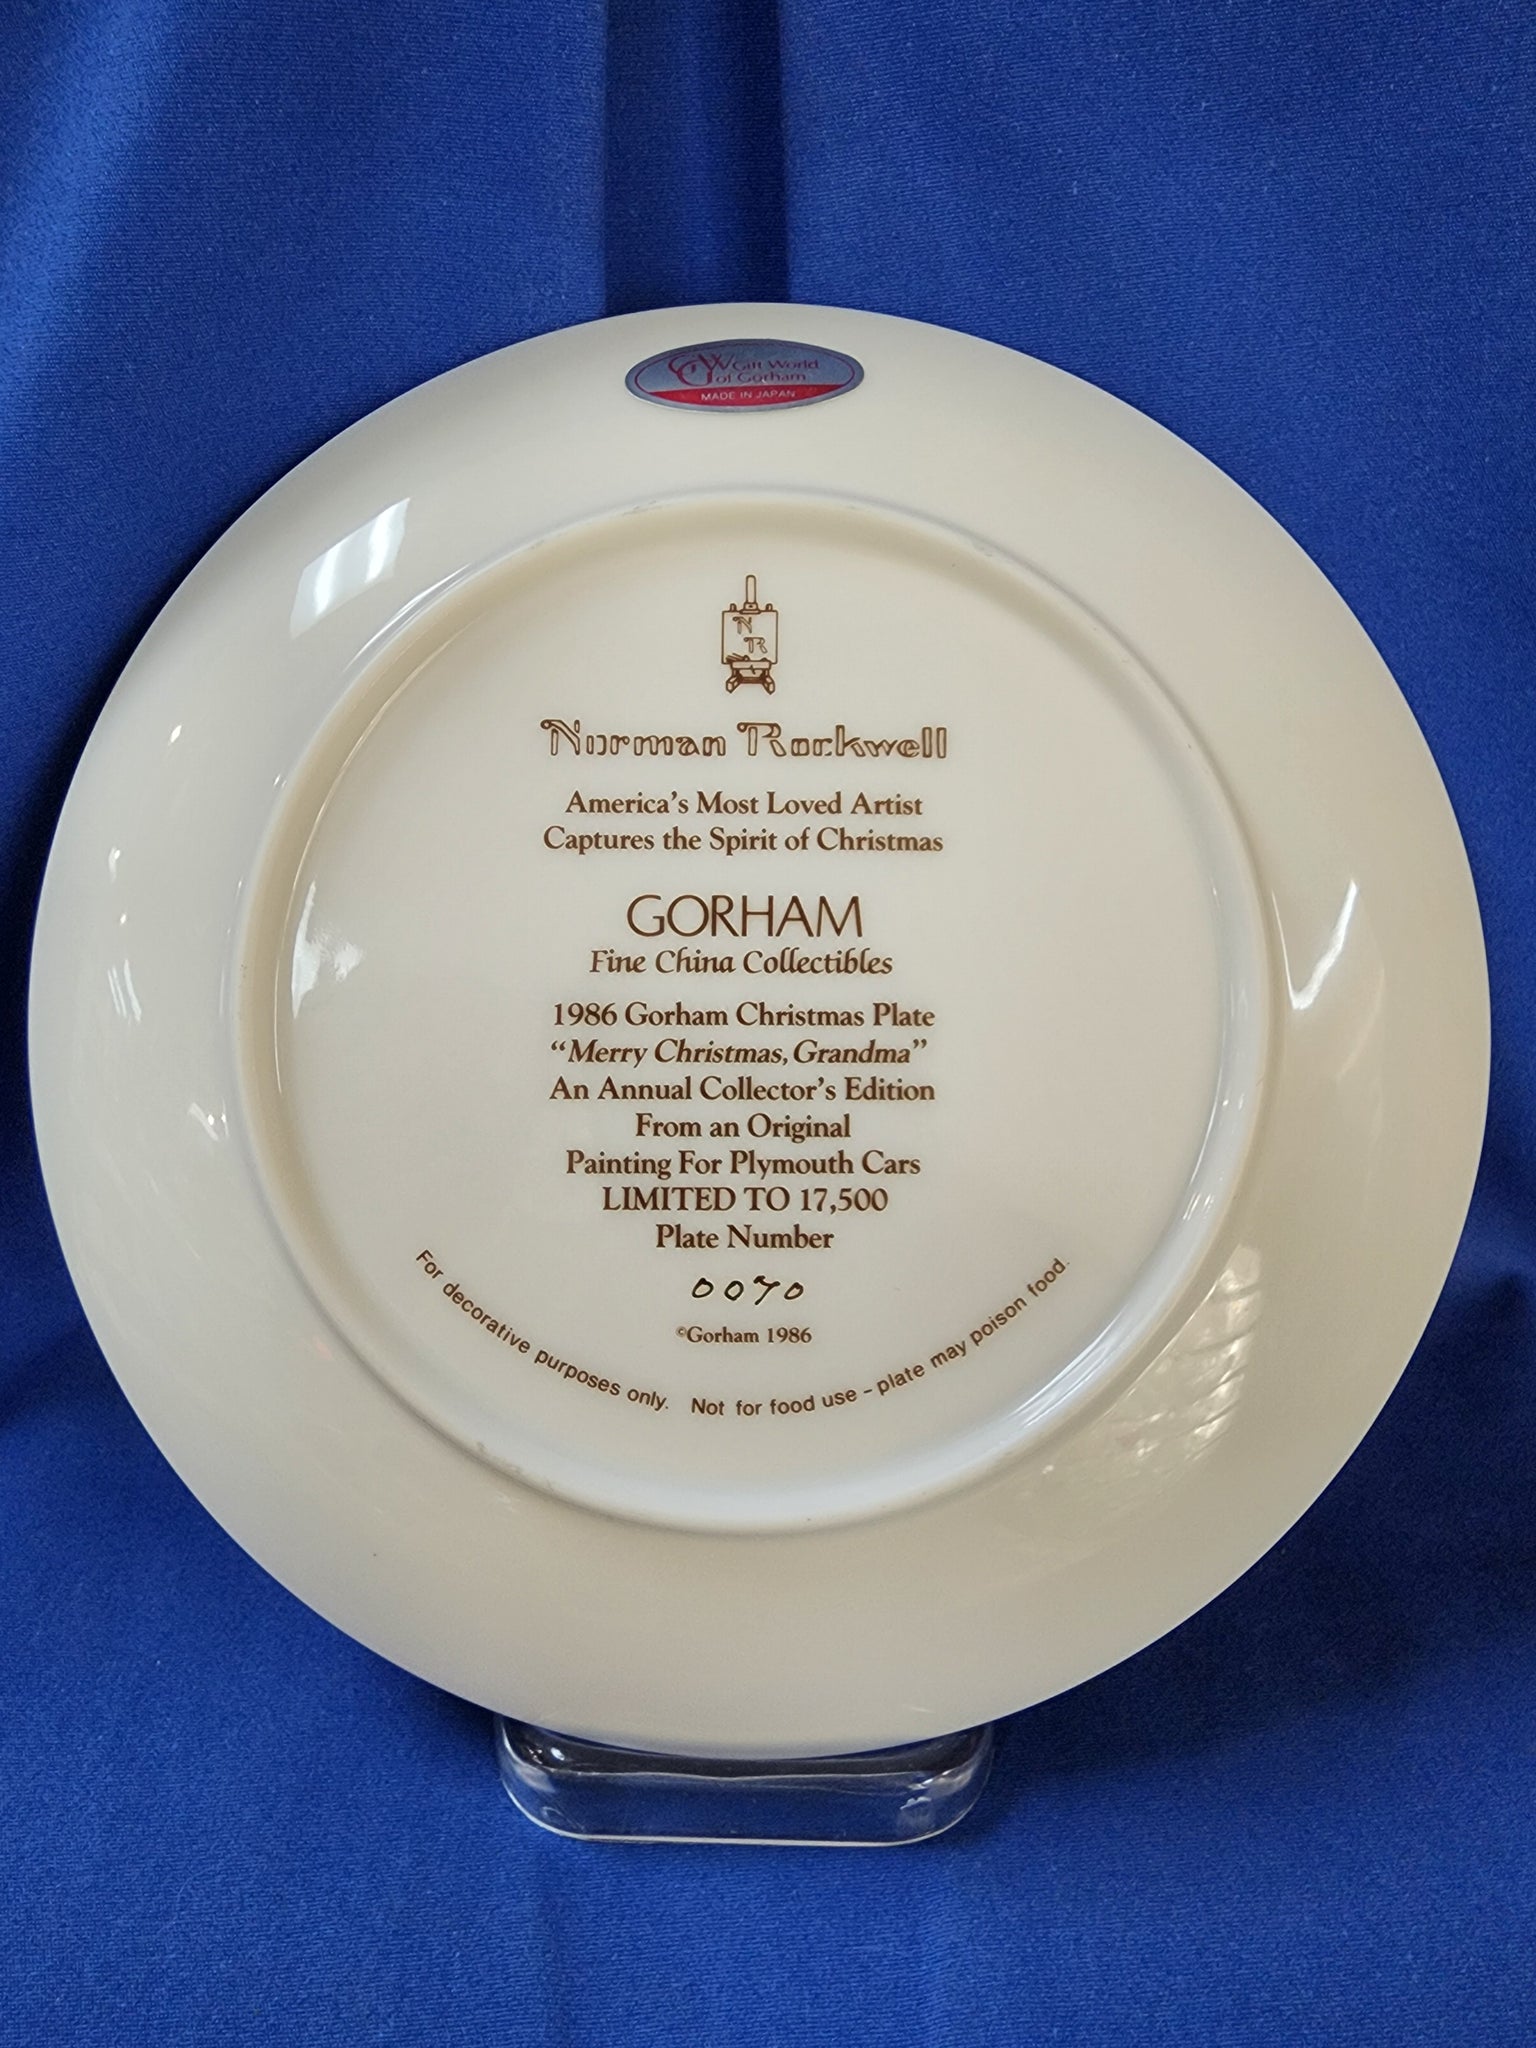 GW Gift World
of Gorham
MADE IN JAPAN
N
R
Norman Rockwell
America's Most Loved Artist
Captures the Spirit of Christmas
GORHAM
Fine China Collectibles
1986 Gorham Christmas Plate
“Merry Christmas, Grandma”
An Annual Collector's Edition
From an Original
Painting For Plymouth Cars
LIMITED TO 17,500
Plate Number
0070
©Gorham 1986
For decorative purposes only. Not for food use - plate may poison food.